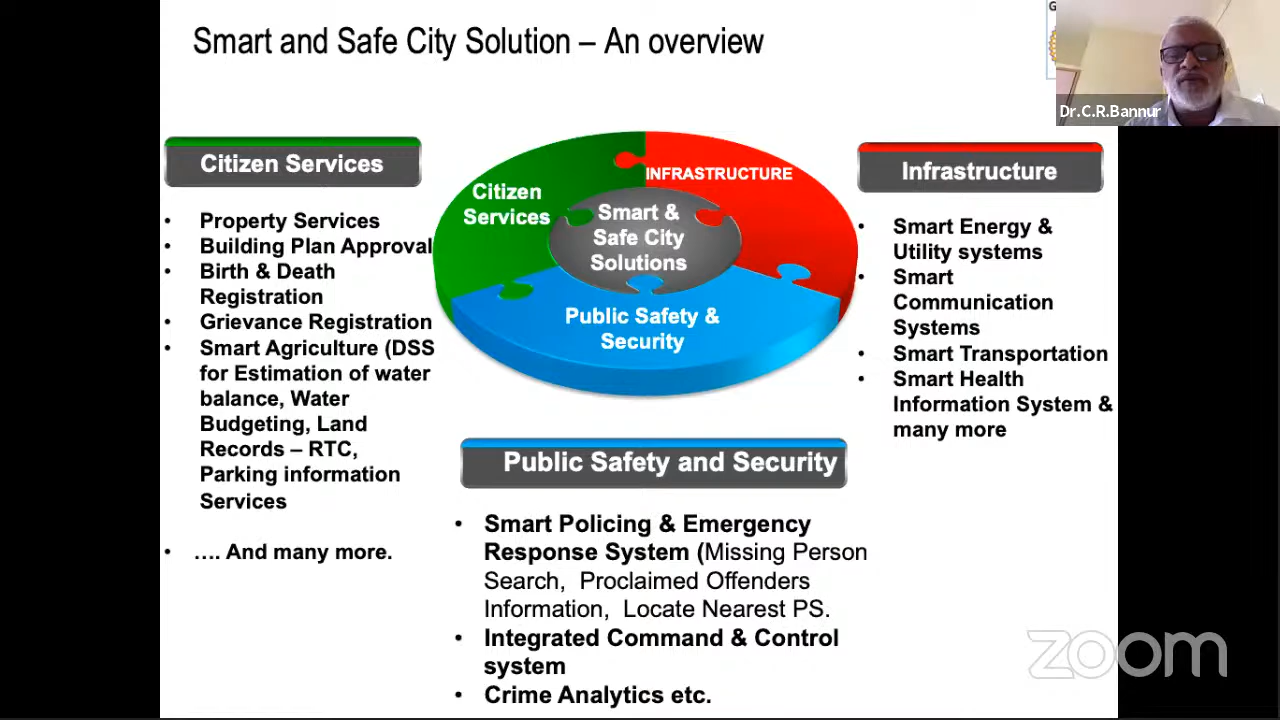 Smart and Safe City Solution – An overview
G
Dr.C.R.Bannur
Citizen Services
• Property Services
• Building Plan Approval
• Birth & Death
Registration
• Grievance Registration
• Smart Agriculture (DSS
for Estimation of water
balance, Water
Budgeting, Land
Records – RTC,
Parking information
Services
• …. And many more.
Citizen
Services
INFRASTRUCTURE
Smart &
Safe City
Solutions
Public Safety &
Security
Infrastructure
• Smart Energy &
Utility systems
• Smart
Communication
Systems
• Smart Transportation
• Smart Health
Information System &
many more
Public Safety and Security
• Smart Policing & Emergency
Response System (Missing Person
Search, Proclaimed Offenders
Information, Locate Nearest PS.
• Integrated Command & Control
system
• Crime Analytics etc.
zoom